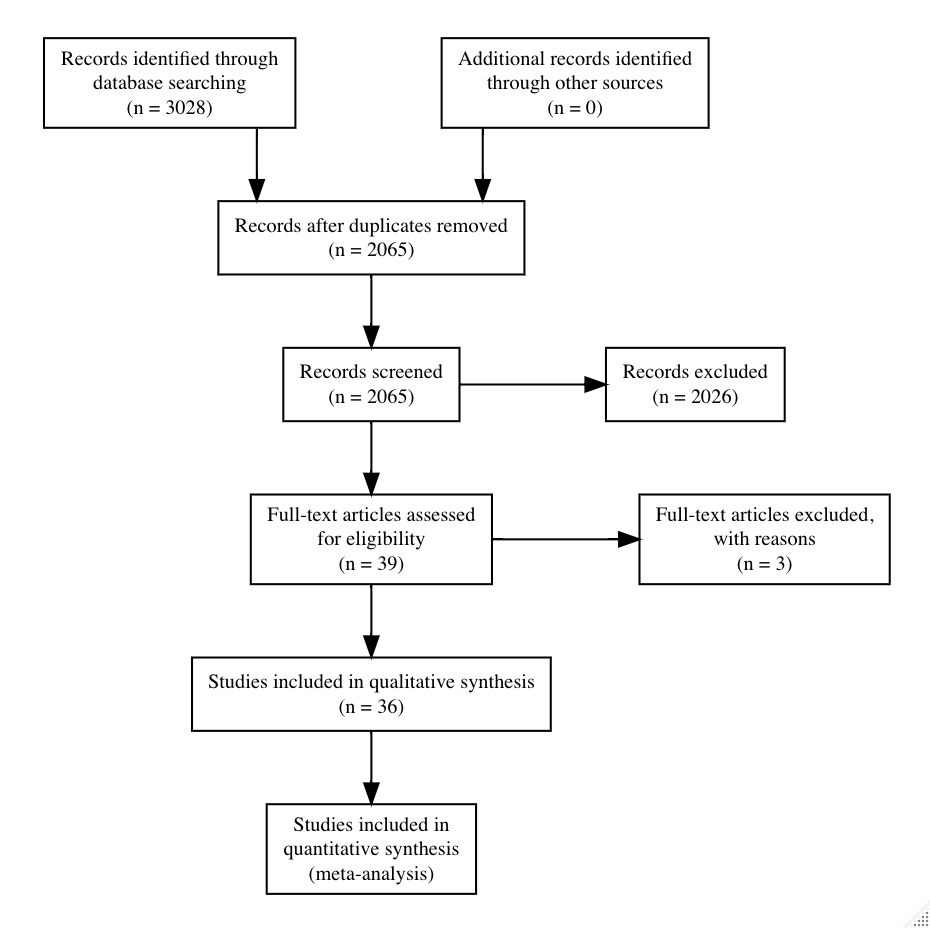 Records identified through
database searching
(n = 3028)
Additional records identified
through other sources
(n = 0)
Records after duplicates removed
(n = 2065)
Records screened
(n = 2065)
Records excluded
(n = 2026)
Full-text articles assessed
for eligibility
(n = 39)
Full-text articles excluded,
with reasons
(n = 3)
Studies included in qualitative synthesis
(n = 36)
Studies included in
quantitative synthesis
(meta-analysis)